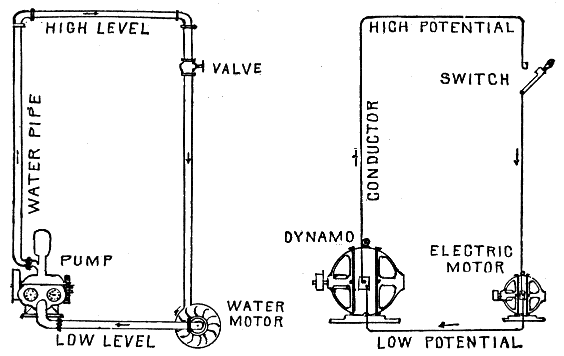 HIGH LEVEL
VALVE
WATER PIPE
PUMP
WATER
MOTOR
LOW LEVEL
HIGH POTENTIAL
SWITCH
CONDUCTOR
DYNAMO
ELECTRIC
MOTOR
LOW POTENTIAL